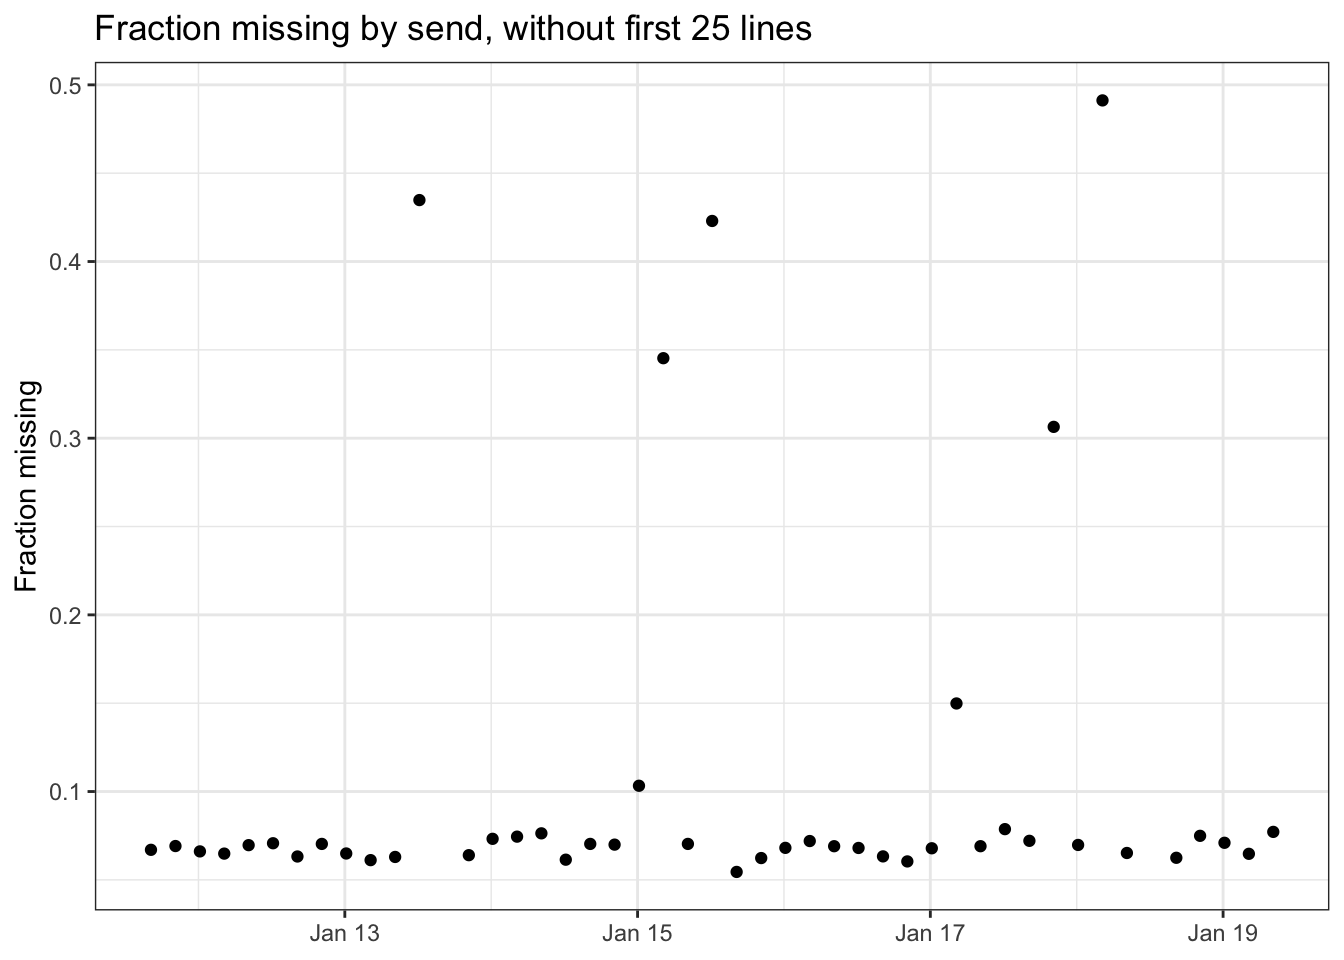 Fraction missing by send, without first 25 lines
0.5
0.4
0.3
0.2
0.1
Fraction missing
Jan 13 Jan 15 Jan 17 Jan 19